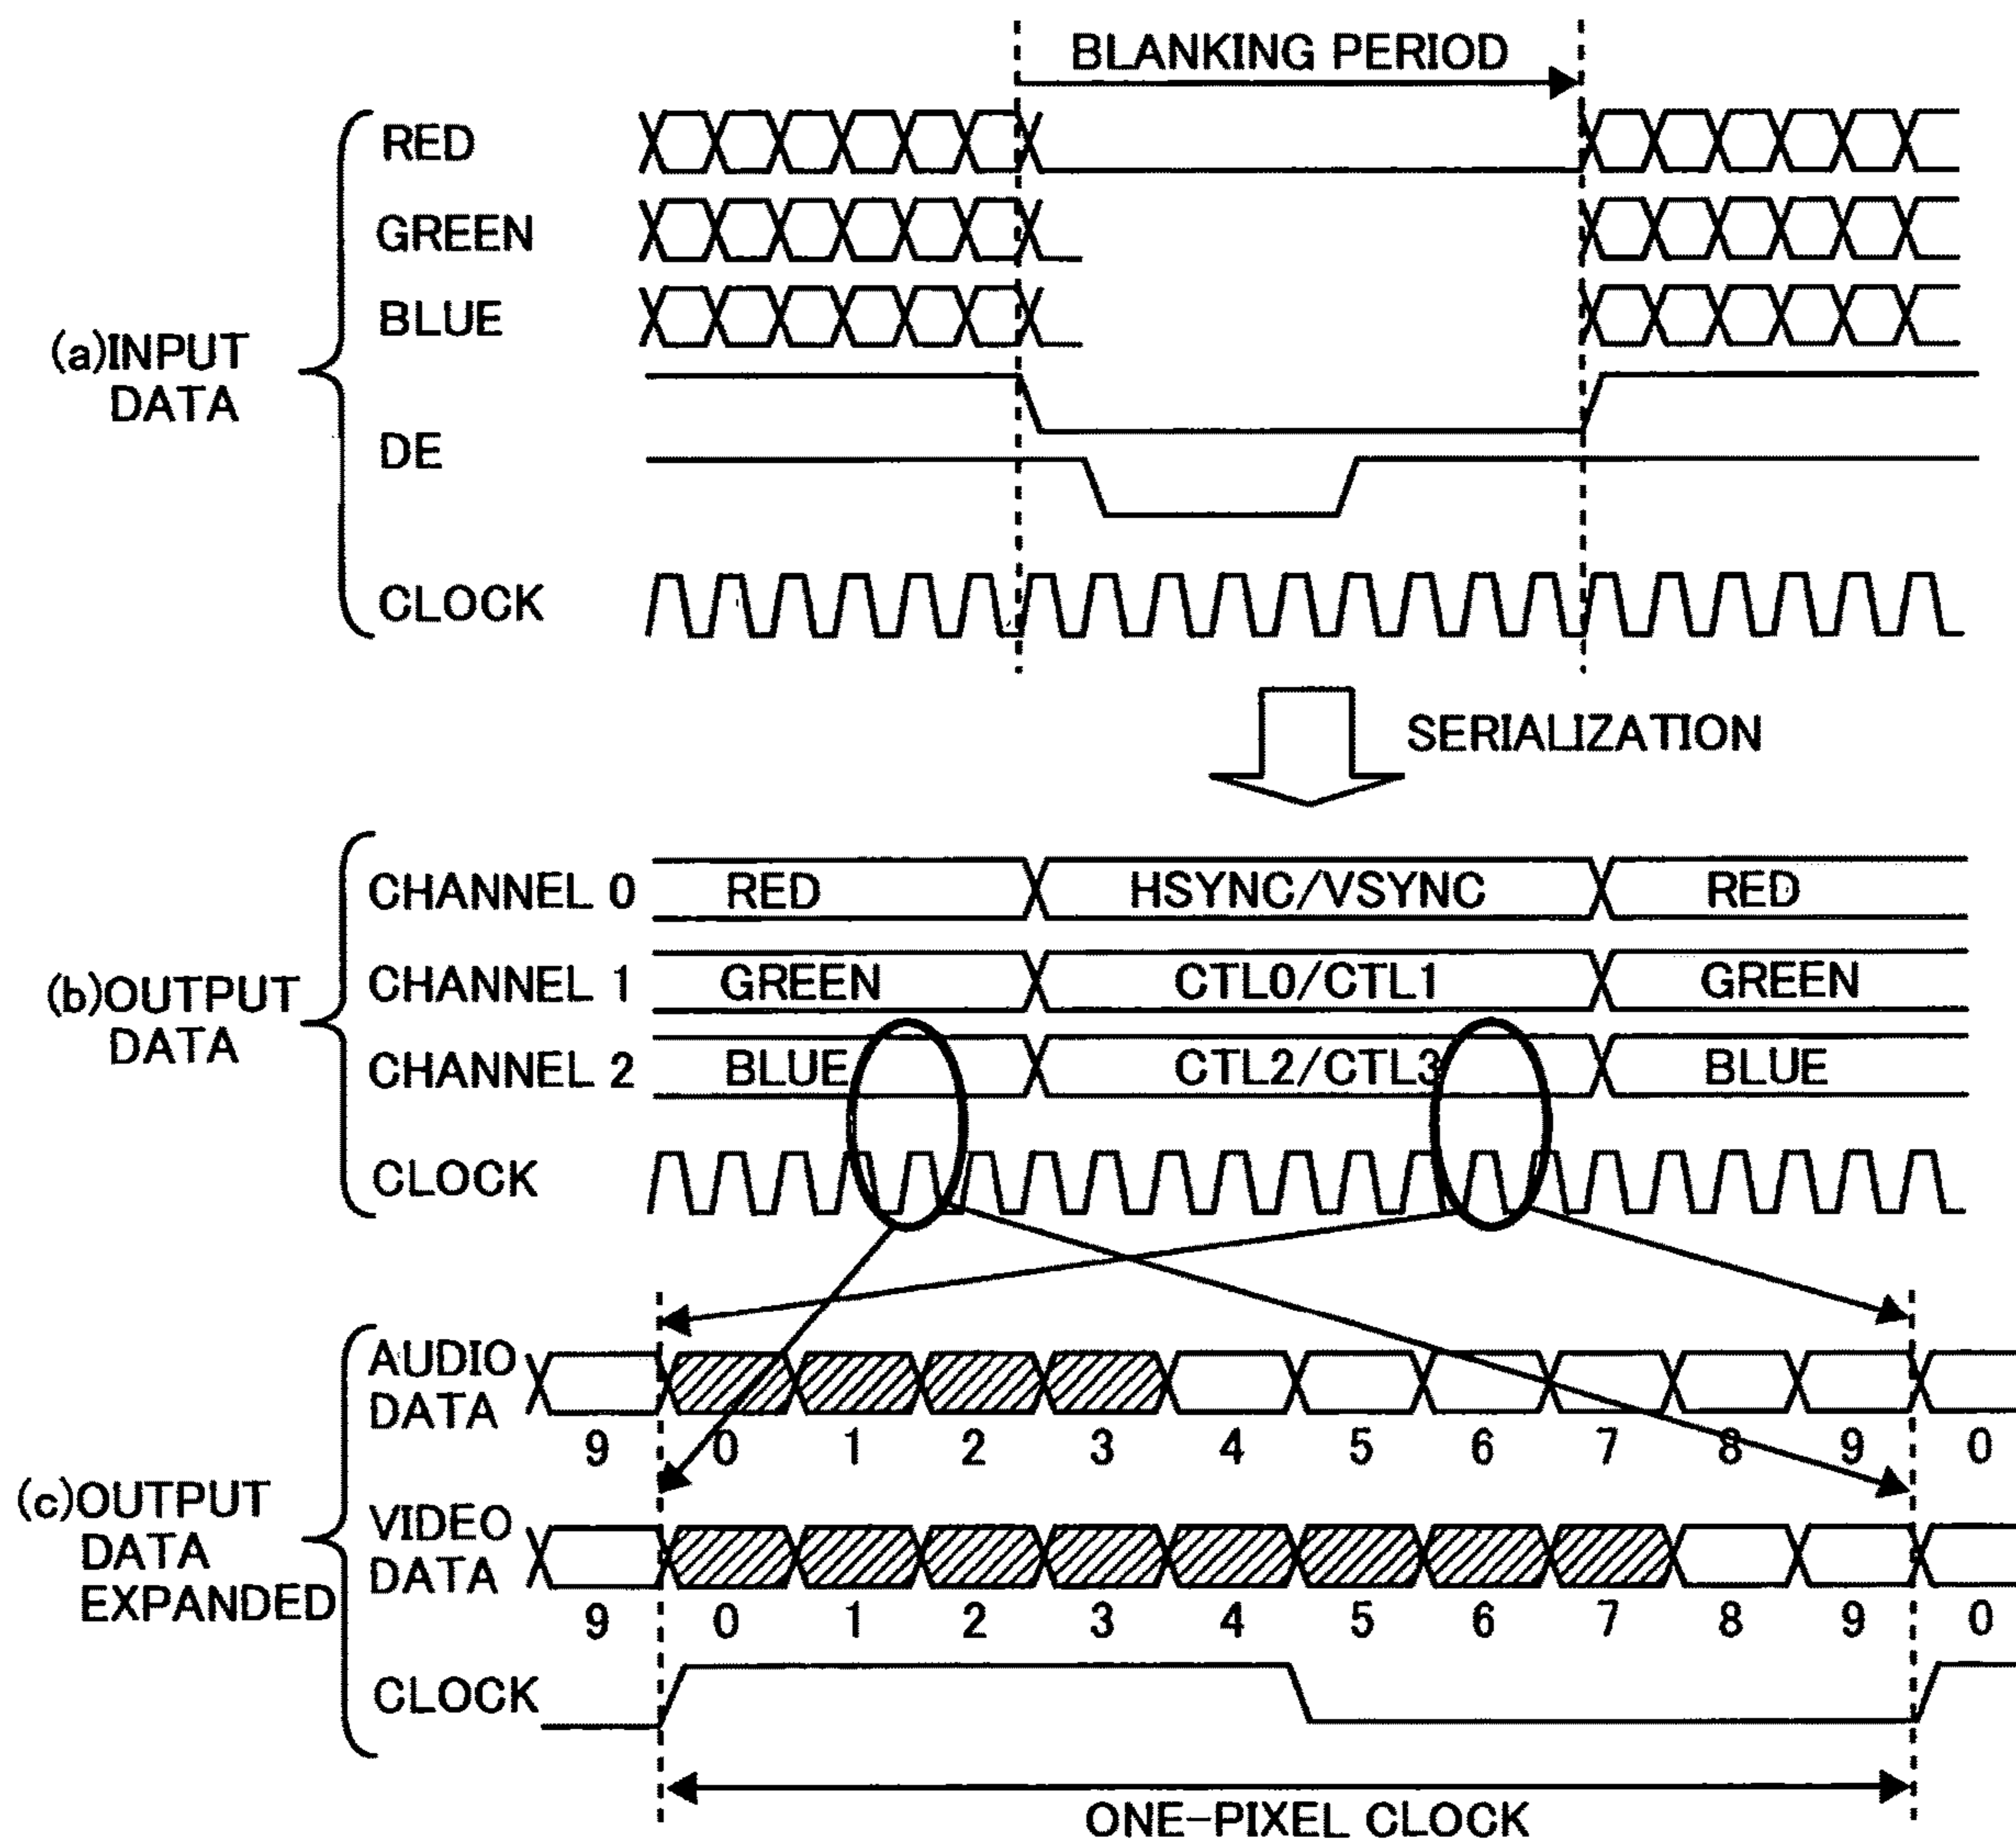 BLANKING PERIOD
RED
GREEN
BLUE
(a)INPUT
DATA
DE
CLOCK
SERIALIZATION
CHANNEL 0 RED HSYNC/VSYNC RED
CHANNEL 1 GREEN CTL0/CTL1 GREEN
(b)OUTPUT
DATA
CHANNEL 2 BLUE CTL2/CTL3 BLUE
CLOCK
AUDIO
DATA
9 0 1 2 3 4 5 6 7 8 9 0
(c)OUTPUT
DATA
EXPANDED
VIDEO
DATA
9 0 1 2 3 4 5 6 7 8 9 0
CLOCK
ONE-PIXEL CLOCK